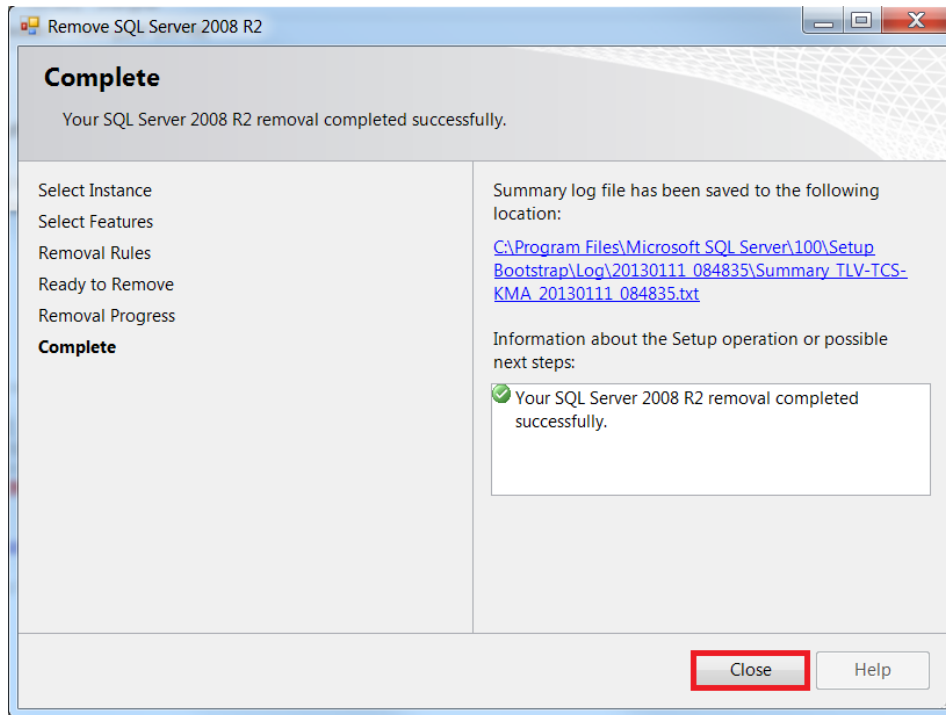 Remove SQL Server 2008 R2
Complete
Your SQL Server 2008 R2 removal completed successfully.
Select Instance
Select Features
Removal Rules
Ready to Remove
Removal Progress
Complete
Summary log file has been saved to the following
location:
C:\Program Files\Microsoft SQL Server\100\Setup
Bootstrap\Log\20130111_084835\Summary_TLV-TCS-
KMA_20130111_084835.txt
Information about the Setup operation or possible
next steps:
Your SQL Server 2008 R2 removal completed
successfully.
Close
Help